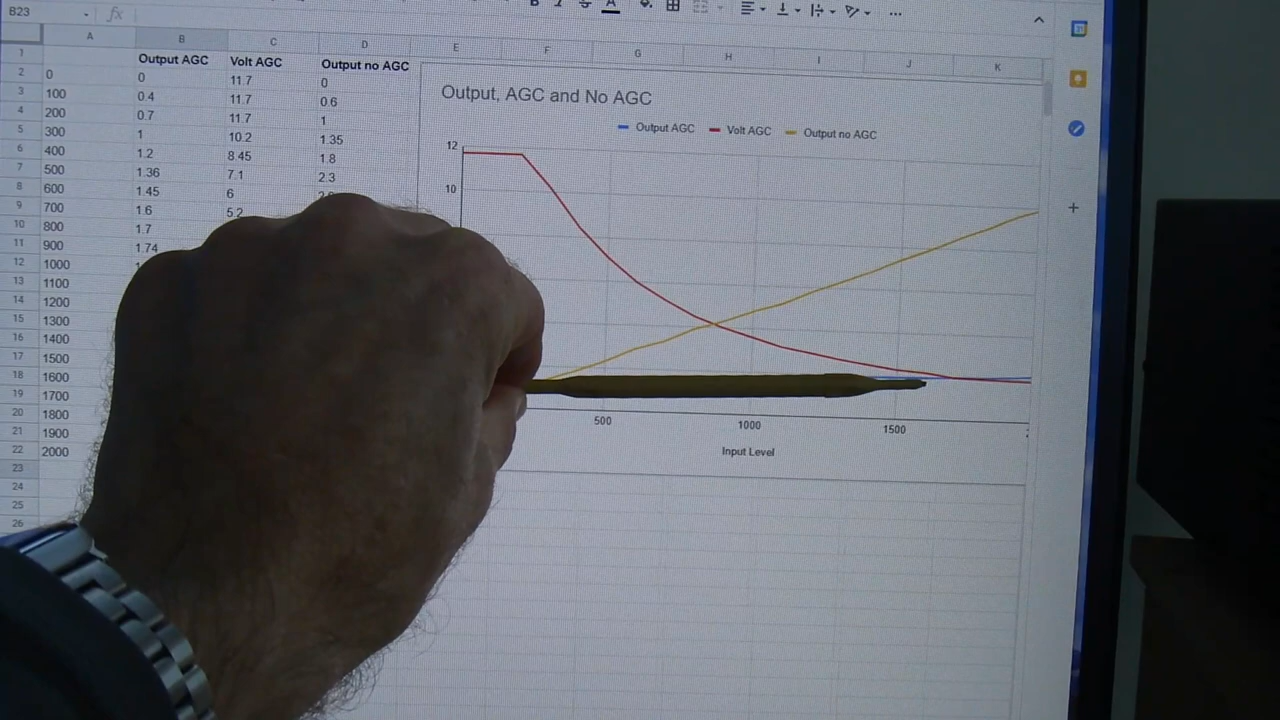 B23
fx
B I S A
A B C D E F G H I J K
1 Output AGC Volt AGC Output no AGC
2 0 0 11.7 0
3 100 0.4 11.7 0.6
4 200 0.7 11.7 1
5 300 1 10.2 1.35
6 400 1.2 8.45 1.8
7 500 1.36 7.1 2.3
8 600 1.45 6
9 700 1.6 5.2
10 800 1.7
11 900 1.74
12 1000
13 1100
14 1200
15 1300
16 1400
17 1500
18 1600
19 1700
20 1800
21 1900
22 2000
23
24
25
26
Output, AGC and No AGC
Output AGC Volt AGC Output no AGC
12
10
500 1000 1500
Input Level
31